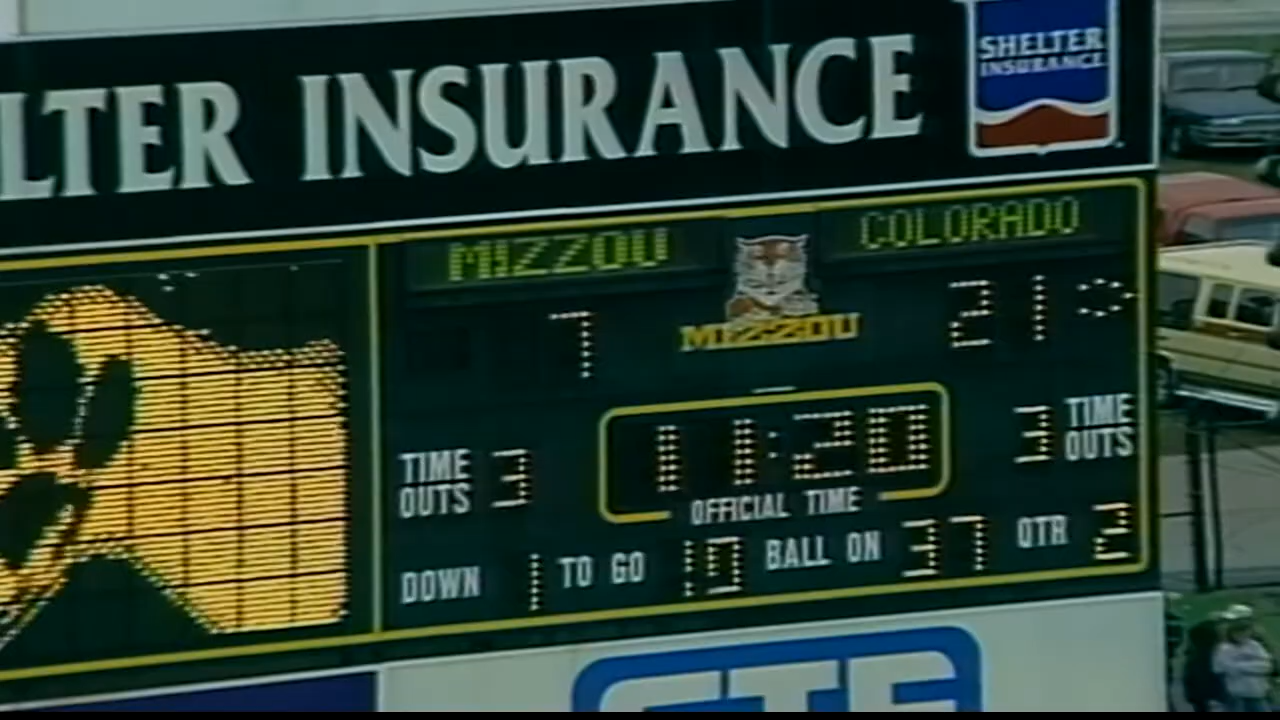 LTER INSURANCE
SHELTER
INSURANCE
MIZZOU
COLORADO
7
MIZZOU
21
TIME
OUTS 3
11:20
3 TIME
OUTS
OFFICIAL TIME
DOWN 1 TO GO 10 BALL ON 37 QTR 2
GTE